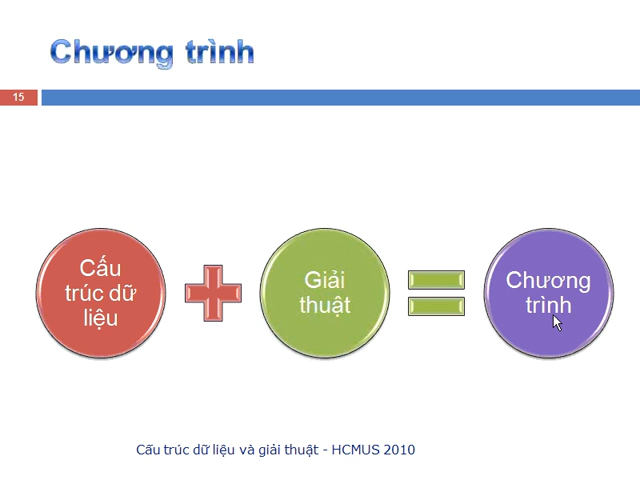 Chương trình
15
Cấu
trúc dữ
liệu
Giải
thuật
Chương
trình
Cấu trúc dữ liệu và giải thuật - HCMUS 2010